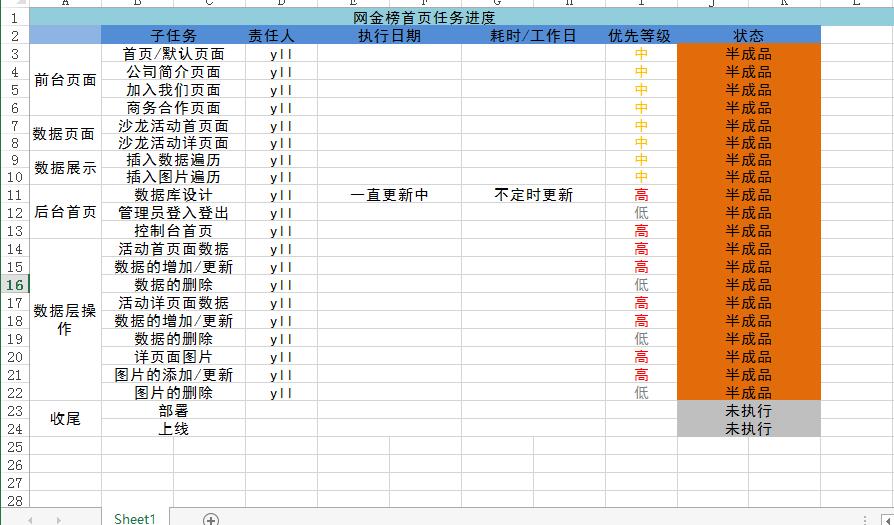 A B C D E F G H I J K L
1 网金榜首页任务进度
2 子任务 责任人 执行日期 耗时/工作日 优先等级 状态
3 首页/默认页面 yll 中 半成品
4 前台页面 公司简介页面 yll 中 半成品
5 加入我们页面 yll 中 半成品
6 商务合作页面 yll 中 半成品
7 数据页面 沙龙活动首页面 yll 中 半成品
8 沙龙活动详页面 yll 中 半成品
9 数据展示 插入数据遍历 yll 中 半成品
10 插入图片遍历 yll 中 半成品
11 数据库设计 yll 一直更新中 不定时更新 高 半成品
12 后台首页 管理员登入登出 yll 低 半成品
13 控制台首页 yll 高 半成品
14 活动首页面数据 yll 高 半成品
15 数据的增加/更新 yll 高 半成品
16 数据的删除 yll 低 半成品
17 数据层操 活动详页面数据 yll 高 半成品
18 作 数据的增加/更新 yll 高 半成品
19 数据的删除 yll 低 半成品
20 详页面图片 yll 高 半成品
21 图片的添加/更新 yll 高 半成品
22 图片的删除 yll 低 半成品
23 收尾 部署 未执行
24 上线 未执行
25
26
27
28
Sheet1